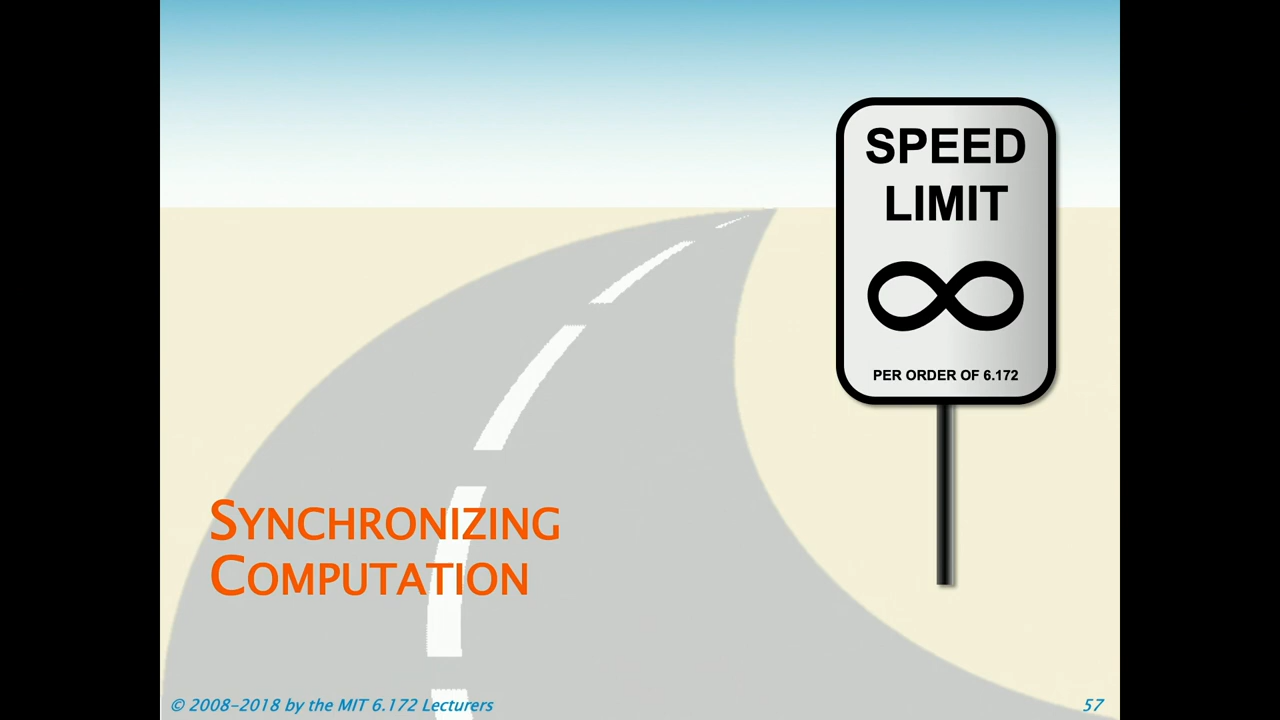 SPEED
LIMIT
∞
PER ORDER OF 6.172
SYNCHRONIZING
COMPUTATION
© 2008-2018 by the MIT 6.172 Lecturers
57